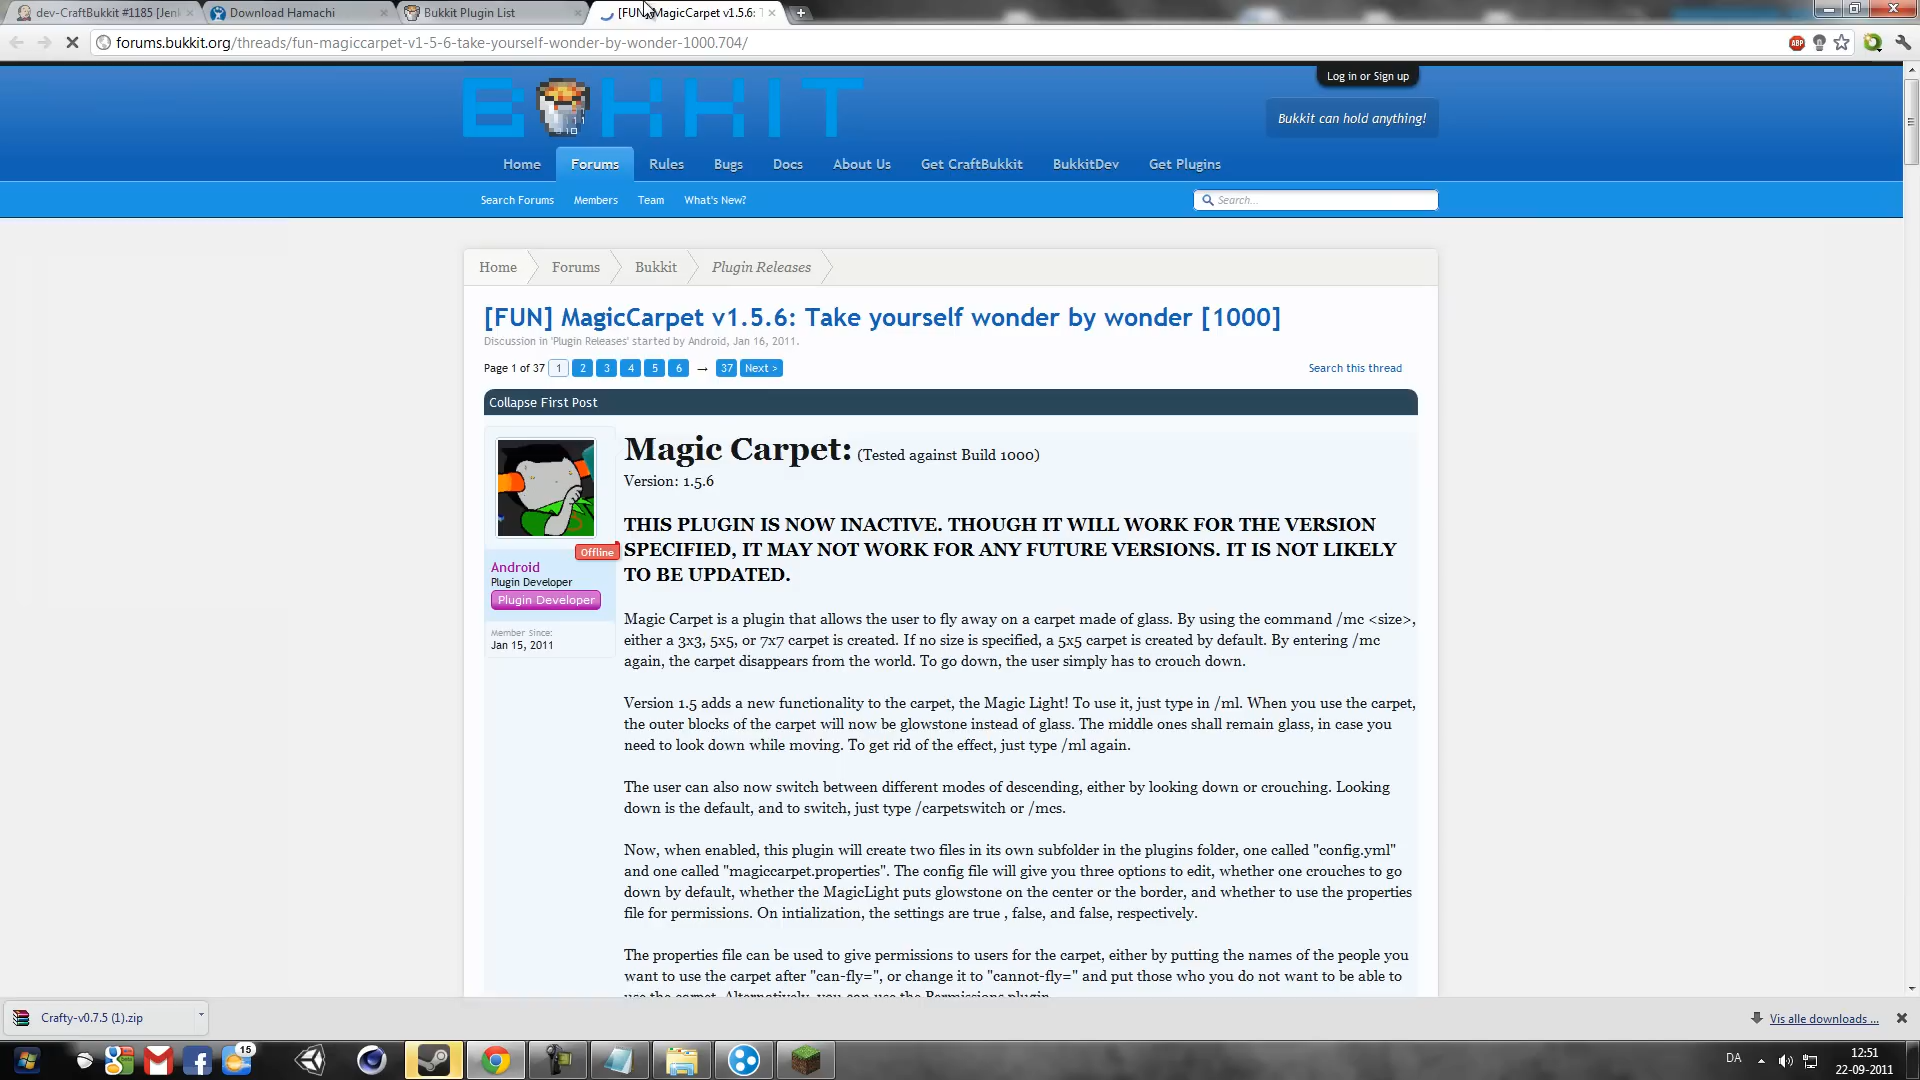 dev-CraftBukkit #1185 [Jen
Download Hamachi
Bukkit Plugin List
[FUN] MagicCarpet v1.5.6: T
forums.bukkit.org/threads/fun-magiccarpet-v1-5-6-take-yourself-wonder-by-wonder-1000.704/
ABP
BUKKIT
Log in or Sign up
Bukkit can hold anything!
Home Forums Rules Bugs Docs About Us Get CraftBukkit BukkitDev Get Plugins
Search Forums Members Team What's New?
Search...
Home Forums Bukkit Plugin Releases
[FUN] MagicCarpet v1.5.6: Take yourself wonder by wonder [1000]
Discussion in 'Plugin Releases' started by Android, Jan 16, 2011.
Page 1 of 37 1 2 3 4 5 6 → 37 Next >
Search this thread
Collapse First Post
Offline
Android
Plugin Developer
Plugin Developer
Member Since:
Jan 15, 2011
Magic Carpet: (Tested against Build 1000)
Version: 1.5.6
THIS PLUGIN IS NOW INACTIVE. THOUGH IT WILL WORK FOR THE VERSION
SPECIFIED, IT MAY NOT WORK FOR ANY FUTURE VERSIONS. IT IS NOT LIKELY
TO BE UPDATED.
Magic Carpet is a plugin that allows the user to fly away on a carpet made of glass. By using the command /mc <size>,
either a 3x3, 5x5, or 7x7 carpet is created. If no size is specified, a 5x5 carpet is created by default. By entering /mc
again, the carpet disappears from the world. To go down, the user simply has to crouch down.
Version 1.5 adds a new functionality to the carpet, the Magic Light! To use it, just type in /ml. When you use the carpet,
the outer blocks of the carpet will now be glowstone instead of glass. The middle ones shall remain glass, in case you
need to look down while moving. To get rid of the effect, just type /ml again.
The user can also now switch between different modes of descending, either by looking down or crouching. Looking
down is the default, and to switch, just type /carpetswitch or /mcs.
Now, when enabled, this plugin will create two files in its own subfolder in the plugins folder, one called "config.yml"
and one called "magiccarpet.properties". The config file will give you three options to edit, whether one crouches to go
down by default, whether the MagicLight puts glowstone on the center or the border, and whether to use the properties
file for permissions. On intialization, the settings are true , false, and false, respectively.
The properties file can be used to give permissions to users for the carpet, either by putting the names of the people you
want to use the carpet after "can-fly=", or change it to "cannot-fly=" and put those who you do not want to be able to
use the carpet. Alternatively, you can use the Permissions plugin
Crafty-v0.7.5 (1).zip
Vis alle downloads ...
15
DA
12:51
22-09-2011